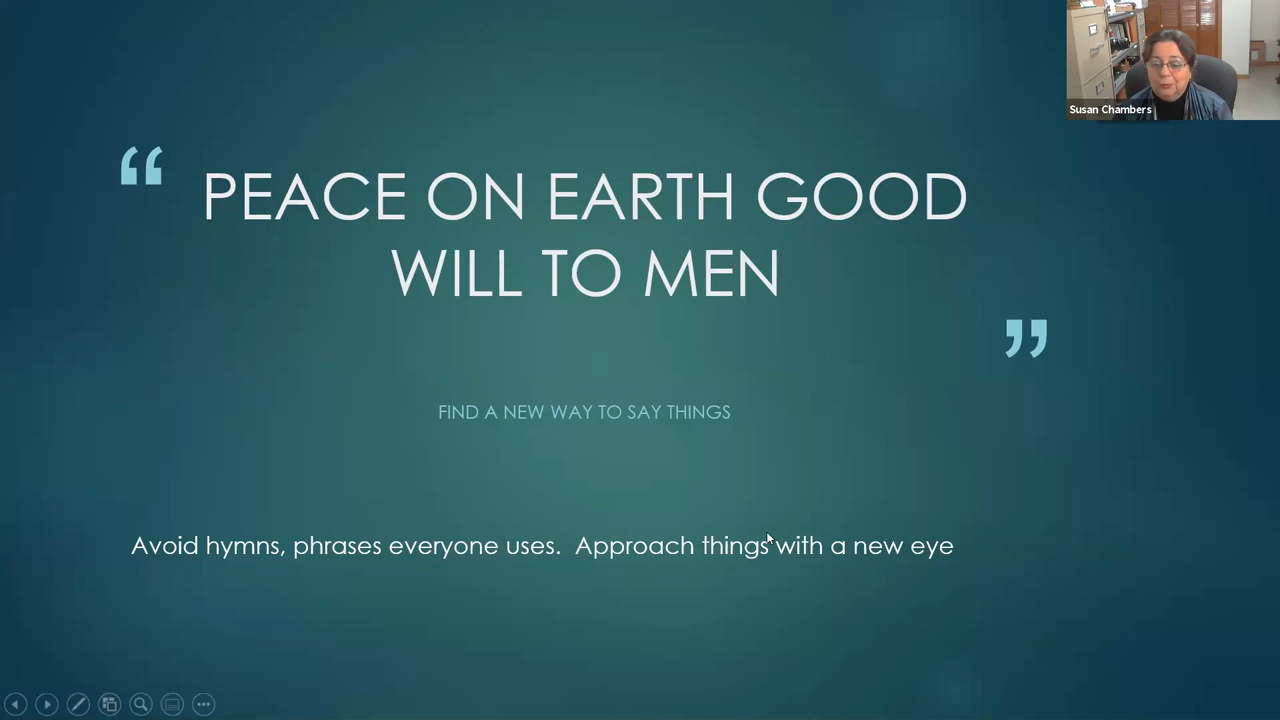 Susan Chambers
“ PEACE ON EARTH GOOD
WILL TO MEN
”
FIND A NEW WAY TO SAY THINGS
Avoid hymns, phrases everyone uses.  Approach things with a new eye